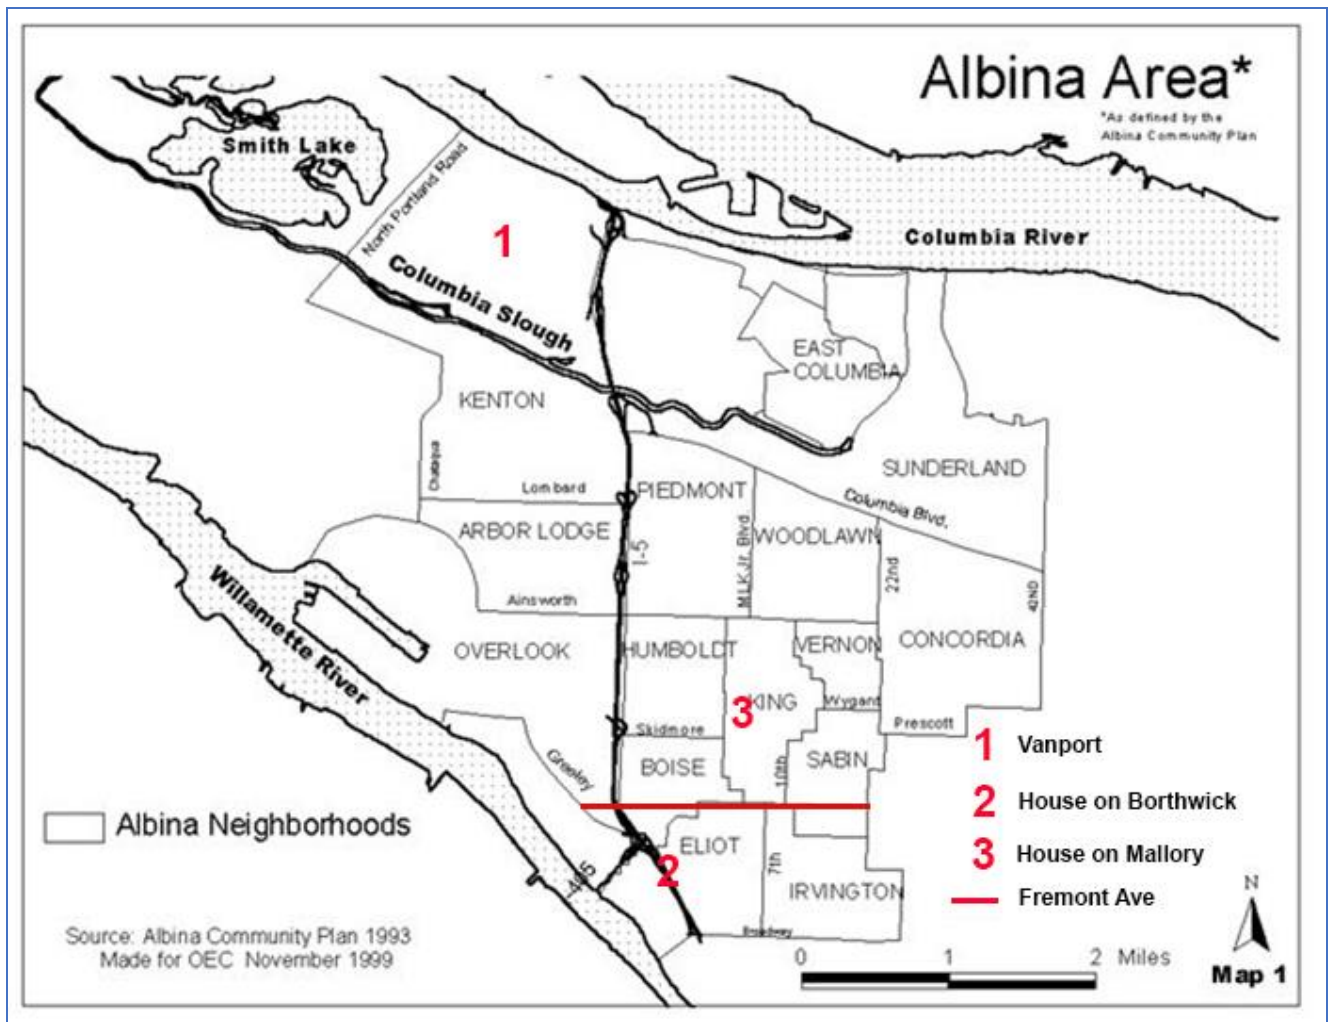 Albina Area*
*As defined by the
Albina Community Plan
Smith Lake
North Portland Road
1
Columbia River
Columbia Slough
EAST
COLUMBIA
KENTON
SUNDERLAND
Lombard
PIEDMONT
Columbia Blvd.
ARBOR LODGE
I-5
MLK Jr. Blvd.
WOODLAWN
22nd
42ND
Willamette River
Ainsworth
OVERLOOK
HUMBOLDT
VERNON
CONCORDIA
3
KING
Wygant
Skidmore
Prescott
Greeley
BOISE
10th
SABIN
1 Vanport
2 House on Borthwick
3 House on Mallory
Fremont Ave
Albina Neighborhoods
ELIOT
2
7th
IRVINGTON
Broadway
Source: Albina Community Plan 1993
Made for OEC November 1999
0 1 2 Miles
N
Map 1